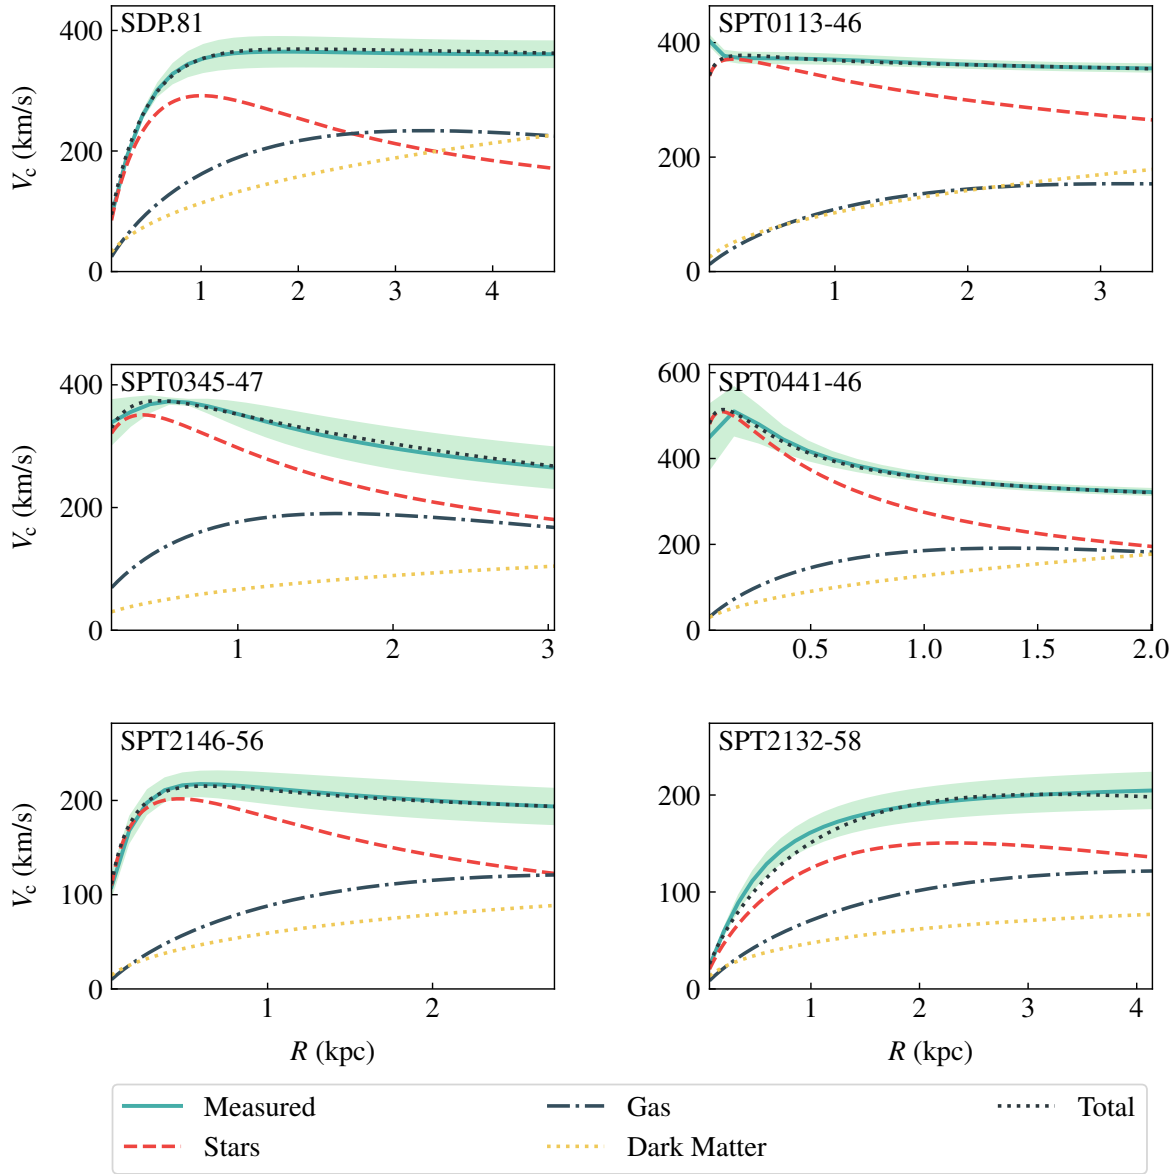 SDP.81
SPT0113-46
400
200
0
V_c (km/s)
1 2 3 4
400
200
0
1 2 3
SPT0345-47
SPT0441-46
400
200
0
V_c (km/s)
1 2 3
600
400
200
0
0.5 1.0 1.5 2.0
SPT2146-56
SPT2132-58
200
100
0
V_c (km/s)
1 2
R (kpc)
200
100
0
1 2 3 4
R (kpc)
Measured Gas Total
Stars Dark Matter